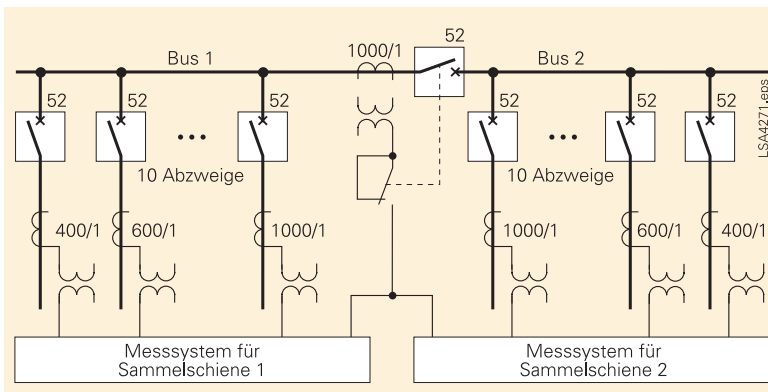 52
1000/1
Bus 1
Bus 2
52
52
52
52
52
52
10 Abzweige
10 Abzweige
400/1
600/1
1000/1
1000/1
600/1
400/1
Messsystem für
Sammelschiene 1
Messsystem für
Sammelschiene 2
LSA4271.eps